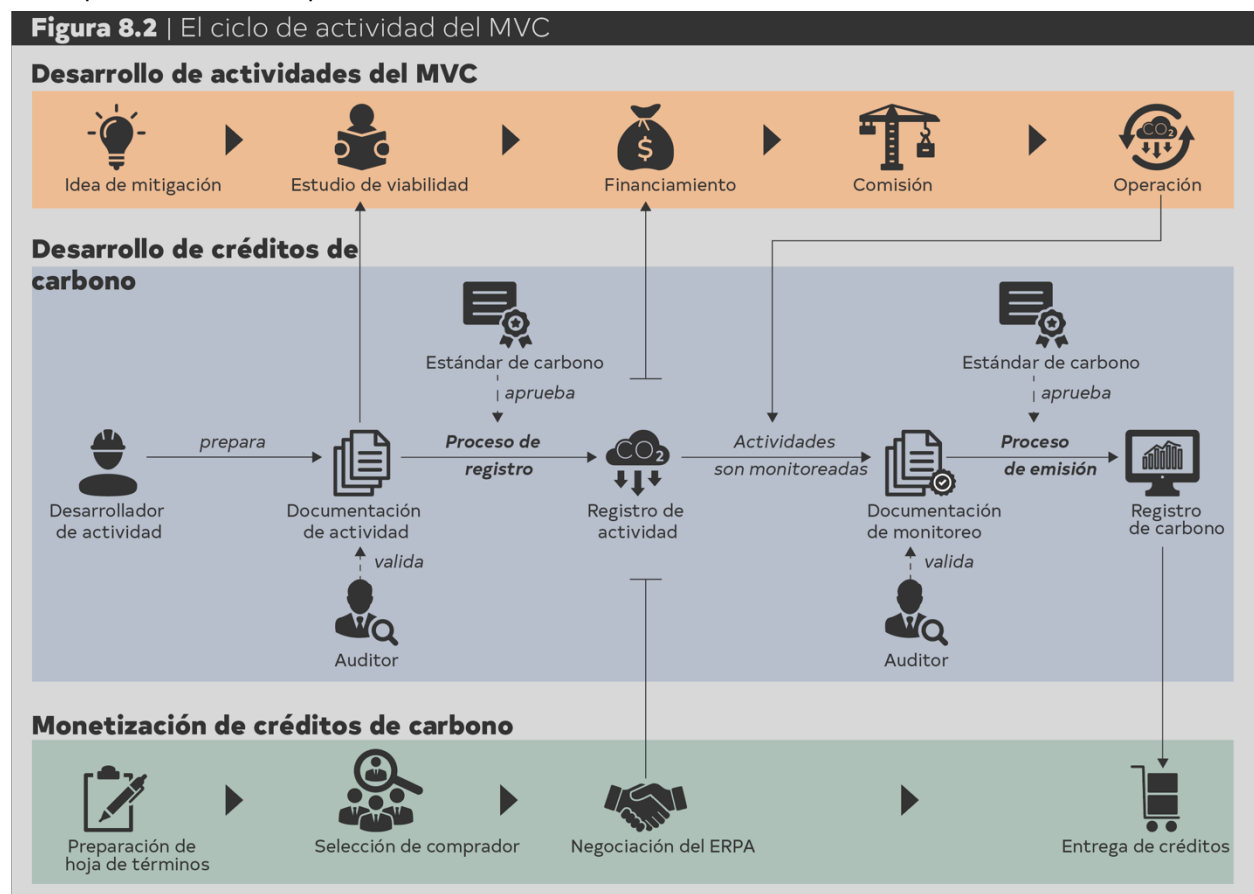 Figura 8.2 | El ciclo de actividad del MVC
Desarrollo de actividades del MVC
Idea de mitigación
Estudio de viabilidad
$
Financiamiento
Comisión
CO2
Operación
Desarrollo de créditos de
carbono
Estándar de carbono
aprueba
Estándar de carbono
aprueba
prepara
Proceso de
registro
CO2
Actividades
son monitoreadas
Proceso
de emisión
Desarrollador
de actividad
Documentación
de actividad
Registro de
actividad
Documentación
de monitoreo
Registro
de carbono
valida
valida
Auditor
Auditor
Monetización de créditos de carbono
Preparación de
hoja de términos
Selección de comprador
Negociación del ERPA
Entrega de créditos